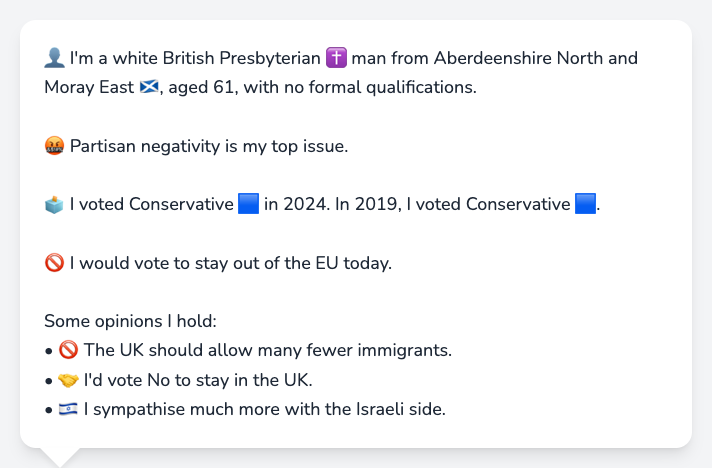 👤 I'm a white British Presbyterian ✝️ man from Aberdeenshire North and
Moray East 🏴󠁧󠁢󠁳󠁣󠁴󠁿, aged 61, with no formal qualifications.
🤬 Partisan negativity is my top issue.
🗳️ I voted Conservative 🟦 in 2024. In 2019, I voted Conservative 🟦.
🚫 I would vote to stay out of the EU today.
Some opinions I hold:
• 🚫 The UK should allow many fewer immigrants.
• 🤝 I'd vote No to stay in the UK.
• 🇮🇱 I sympathise much more with the Israeli side.